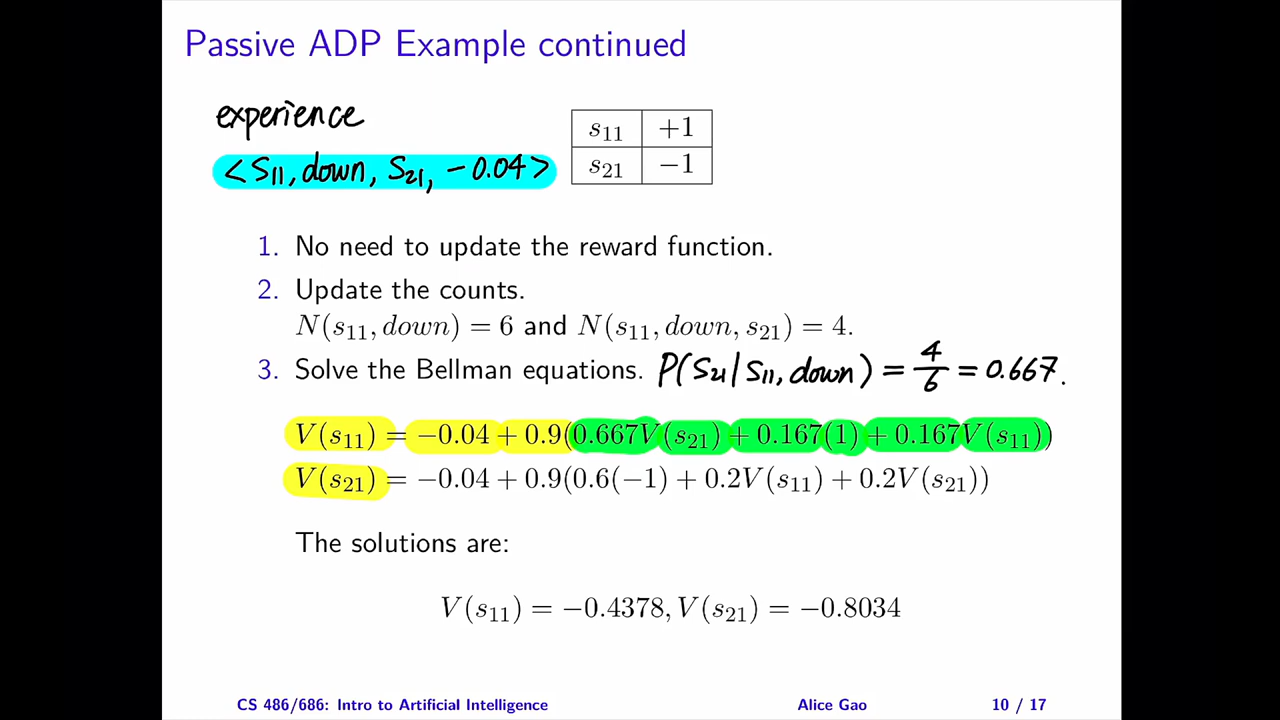 Passive ADP Example continued
experience
<S₁₁, down, S₂₁, −0.04>
s₁₁ +1
s₂₁ −1
1. No need to update the reward function.
2. Update the counts.
N(s₁₁, down) = 6 and N(s₁₁, down, s₂₁) = 4.
3. Solve the Bellman equations. P(S₂₁|S₁₁, down) = 4/6 = 0.667.
V(s₁₁) = −0.04 + 0.9(0.667V(s₂₁) + 0.167(1) + 0.167V(s₁₁))
V(s₂₁) = −0.04 + 0.9(0.6(−1) + 0.2V(s₁₁) + 0.2V(s₂₁))
The solutions are:
V(s₁₁) = −0.4378, V(s₂₁) = −0.8034
CS 486/686: Intro to Artificial Intelligence Alice Gao 10 / 17